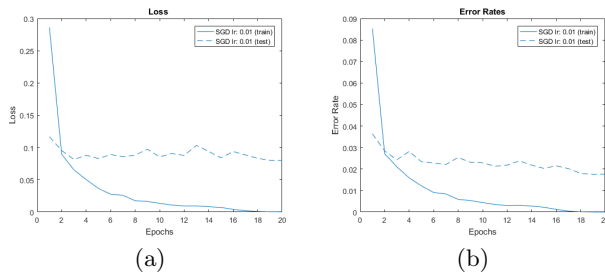 Loss
SGD lr: 0.01 (train)
SGD lr: 0.01 (test)
Loss
0.3
0.25
0.2
0.15
0.1
0.05
0
0 2 4 6 8 10 12 14 16 18 20
Epochs
(a)
Error Rates
SGD lr: 0.01 (train)
SGD lr: 0.01 (test)
Error Rate
0.09
0.08
0.07
0.06
0.05
0.04
0.03
0.02
0.01
0
0 2 4 6 8 10 12 14 16 18 20
Epochs
(b)